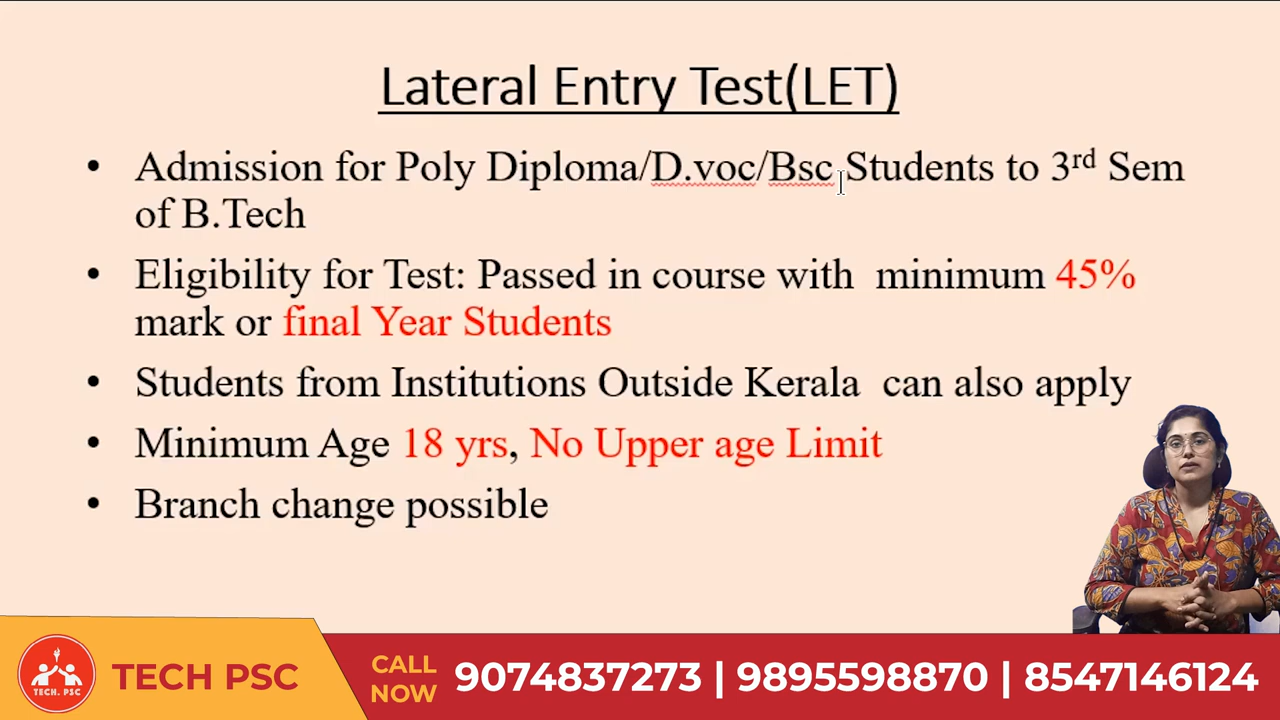 Lateral Entry Test(LET)
• Admission for Poly Diploma/D.voc/Bsc Students to 3rd Sem
of B.Tech
• Eligibility for Test: Passed in course with minimum 45%
mark or final Year Students
• Students from Institutions Outside Kerala can also apply
• Minimum Age 18 yrs, No Upper age Limit
• Branch change possible
TECH. PSC
TECH PSC
CALL
NOW
9074837273 | 9895598870 | 8547146124